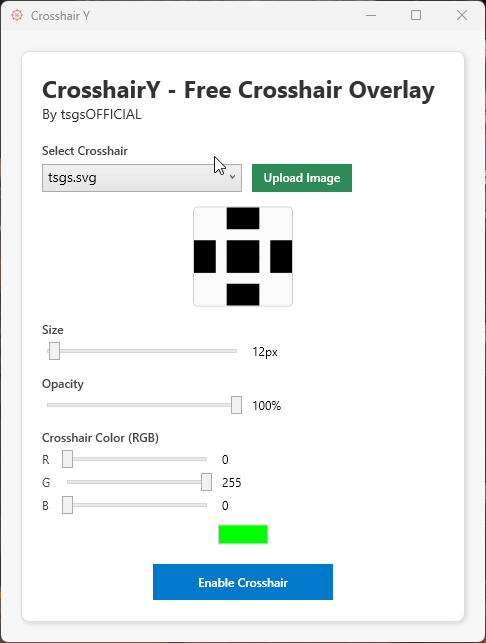 Crosshair Y
CrosshairY - Free Crosshair Overlay
By tsgsOFFICIAL
Select Crosshair
tsgs.svg
Upload Image
Size
12px
Opacity
100%
Crosshair Color (RGB)
R 0
G 255
B 0
Enable Crosshair